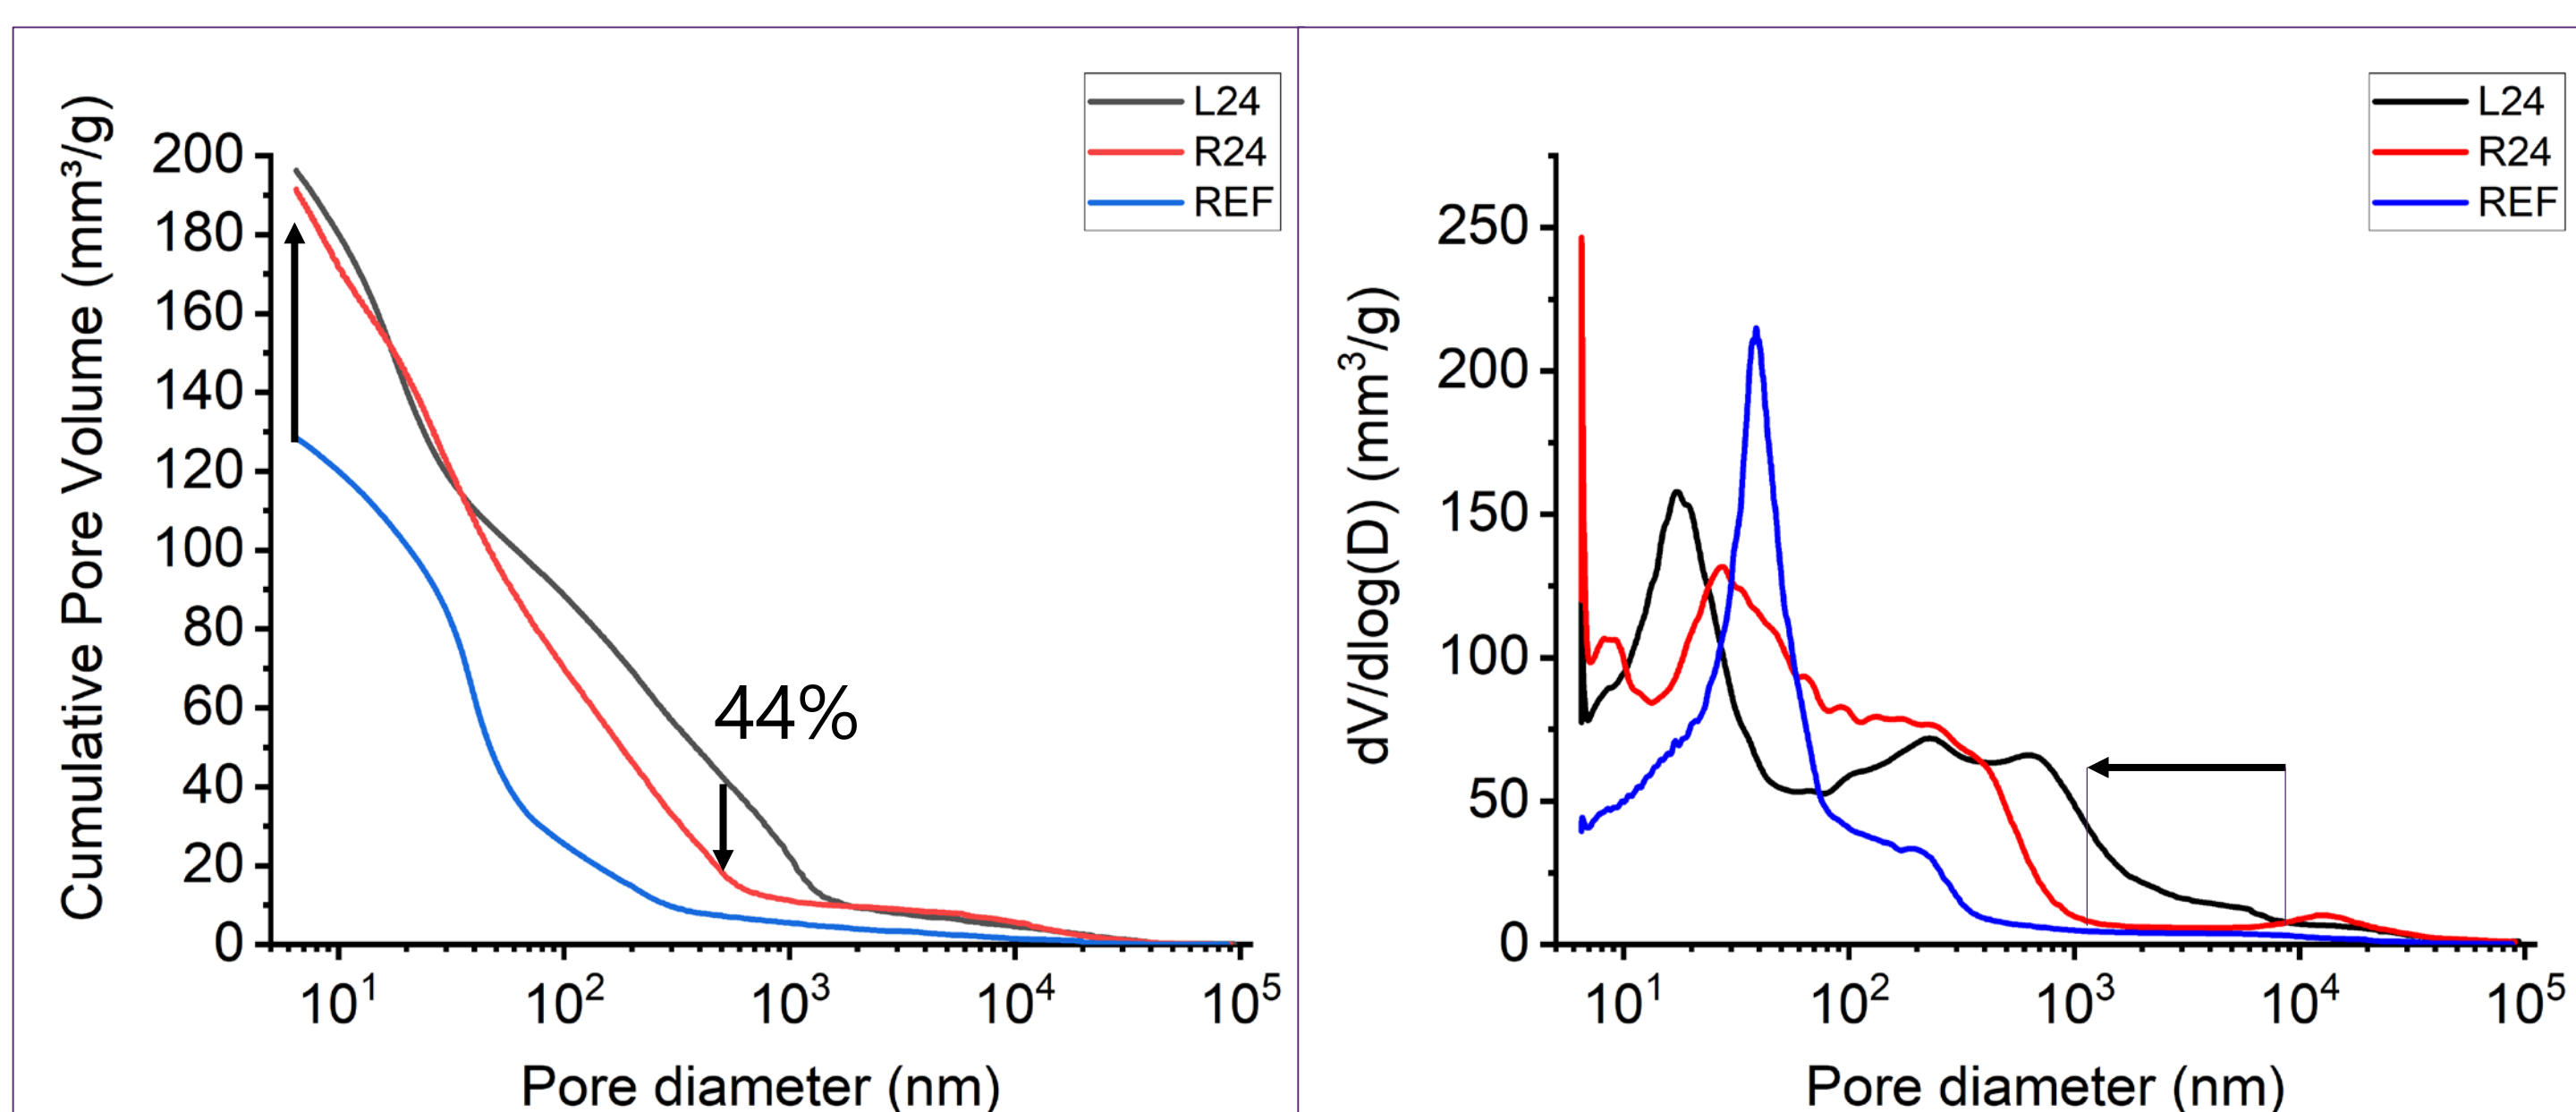 L24
R24
REF
Cumulative Pore Volume (mm³/g)
200
180
160
140
120
100
80
60
40
20
0
44%
10¹ 10² 10³ 10⁴ 10⁵
Pore diameter (nm)
L24
R24
REF
dV/dlog(D) (mm³/g)
250
200
150
100
50
0
10¹ 10² 10³ 10⁴ 10⁵
Pore diameter (nm)